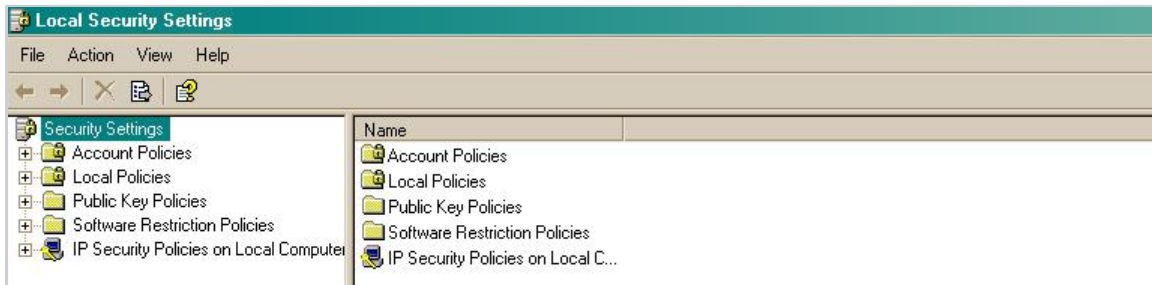 Local Security Settings
File Action View Help
Security Settings
Account Policies
Local Policies
Public Key Policies
Software Restriction Policies
IP Security Policies on Local Computer
Name
Account Policies
Local Policies
Public Key Policies
Software Restriction Policies
IP Security Policies on Local C...